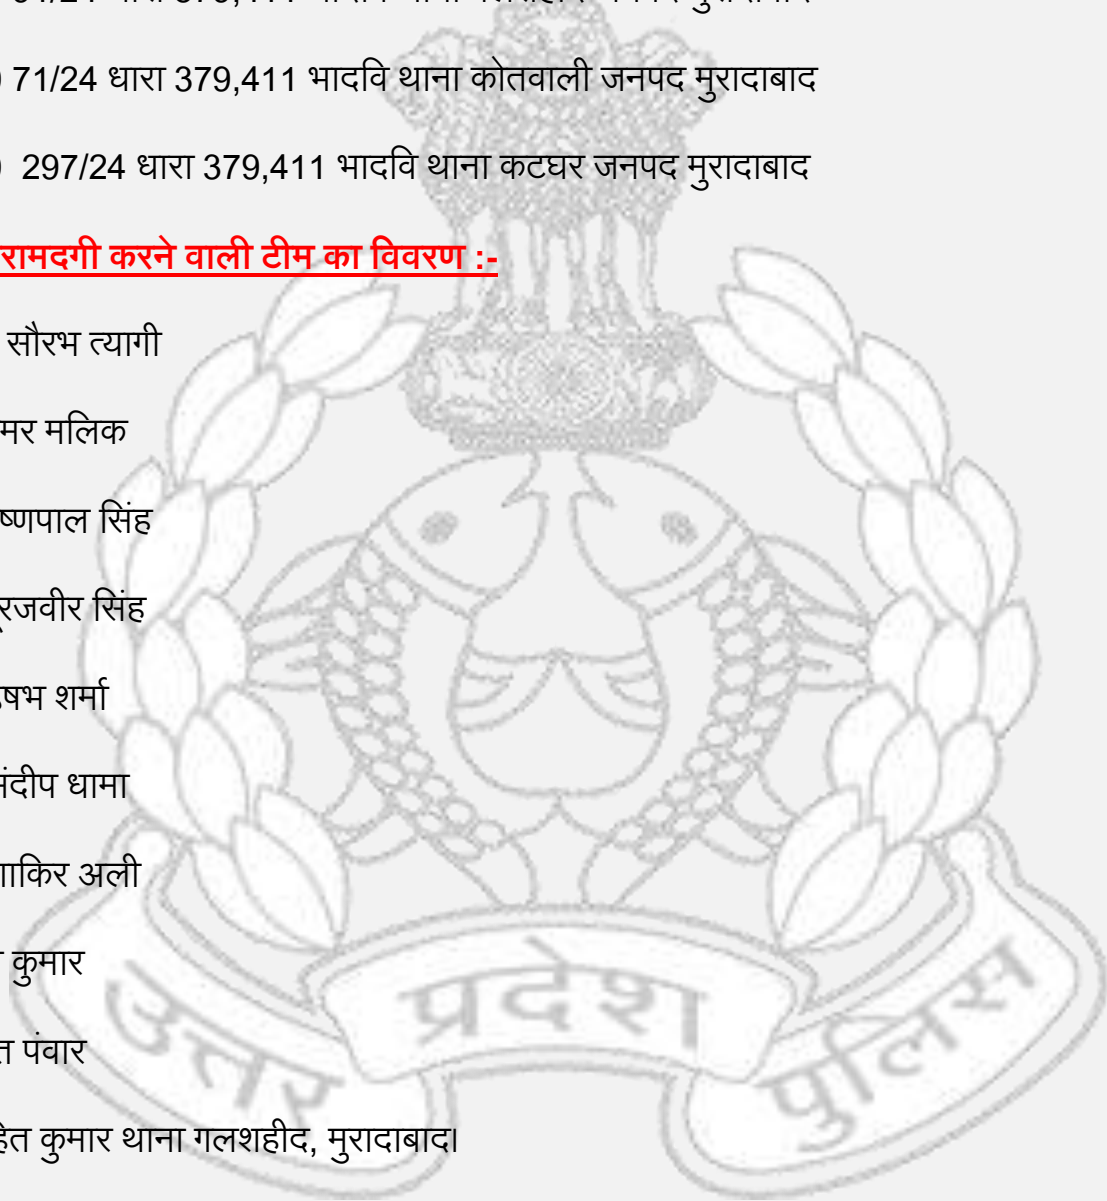 71/24 धारा 379,411 भादवि थाना कोतवाली जनपद मुरादाबाद
297/24 धारा 379,411 भादवि थाना कटघर जनपद मुरादाबाद
रामदगी करने वाली टीम का विवरण :-
सौरभ त्यागी
मर मलिक
ष्णपाल सिंह
रजवीर सिंह
षभ शर्मा
संदीप धामा
शाकिर अली
कुमार
त पंवार
हित कुमार थाना गलशहीद, मुरादाबाद।
उत्तर प्रदेश पुलिस